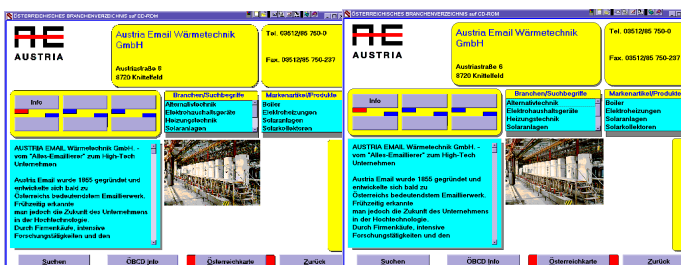 ÖSTERREICHISCHES BRANCHENVERZEICHNIS auf CD-ROM
AE
AUSTRIA
Austria Email Wärmetechnik
GmbH
Austriastraße 6
8720 Knittelfeld
Tel. 03512/85 750-0
Fax. 03512/85 750-237
Info
Branchen/Suchbegriffe
Alternativtechnik
Elektrohaushaltsgeräte
Heizungstechnik
Solaranlagen
Markenartikel/Produkte
Boiler
Elektroheizungen
Solaranlagen
Solarkollektoren
AUSTRIA EMAIL Wärmetechnik GmbH. -
vom "Alles-Emaillierer" zum High-Tech
Unternehmen
Austria Email wurde 1855 gegründet und
entwickelte sich bald zu
Österreichs bedeutendstem Emaillierwerk.
Frühzeitig erkannte
man jedoch die Zukunft des Unternehmens
in der Hochtechnologie.
Durch Firmenkäufe, intensive
Forschungstätigkeiten und den
Suchen
ÖBCD Info
Österreichkarte
Zurück
ÖSTERREICHISCHES BRANCHENVERZEICHNIS auf CD-ROM
AE
AUSTRIA
Austria Email Wärmetechnik
GmbH
Austriastraße 6
8720 Knittelfeld
Tel. 03512/85 750-0
Fax. 03512/85 750-237
Info
Branchen/Suchbegriffe
Alternativtechnik
Elektrohaushaltsgeräte
Heizungstechnik
Solaranlagen
Markenartikel/Produkte
Boiler
Elektroheizungen
Solaranlagen
Solarkollektoren
AUSTRIA EMAIL Wärmetechnik GmbH. -
vom "Alles-Emaillierer" zum High-Tech
Unternehmen
Austria Email wurde 1855 gegründet und
entwickelte sich bald zu
Österreichs bedeutendstem Emaillierwerk.
Frühzeitig erkannte
man jedoch die Zukunft des Unternehmens
in der Hochtechnologie.
Durch Firmenkäufe, intensive
Forschungstätigkeiten und den
Suchen
ÖBCD Info
Österreichkarte
Zurück